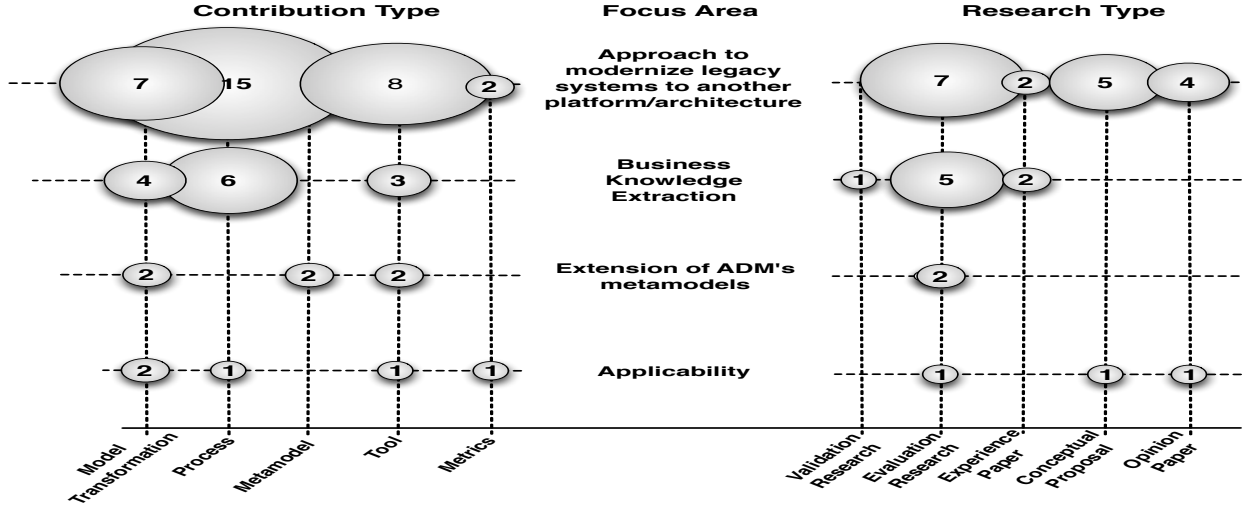 Contribution Type
Focus Area
Research Type
7
15
8
2
Approach to
modernize legacy
systems to another
platform/architecture
7
2
5
4
4
6
3
Business
Knowledge
Extraction
1
5
2
2
2
2
Extension of ADM's
metamodels
2
2
1
1
1
Applicability
1
1
1
Model
Transformation
Process
Metamodel
Tool
Metrics
Validation
Research
Evaluation
Research
Experience
Paper
Conceptual
Proposal
Opinion
Paper